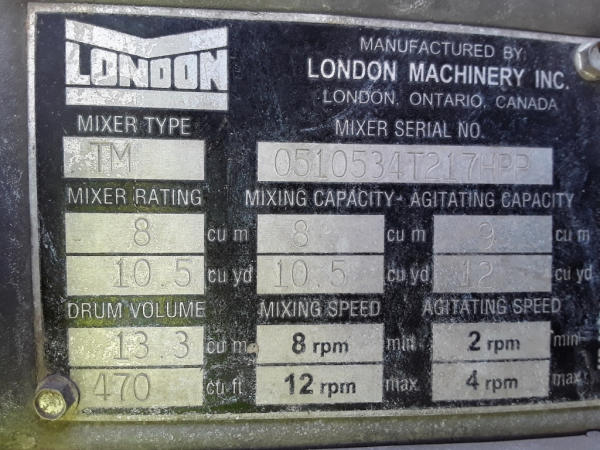 LONDON
MANUFACTURED BY
LONDON MACHINERY INC.
LONDON, ONTARIO, CANADA
MIXER TYPE MIXER SERIAL NO.
TM 0510534T217HPP
MIXER RATING MIXING CAPACITY - AGITATING CAPACITY
8 cu m 8 cu m 9 cu m
10.5 cu yd 10.5 cu yd 12 cu yd
DRUM VOLUME MIXING SPEED AGITATING SPEED
13.3 cu m 8 rpm min 2 rpm min
470 cu ft 12 rpm max 4 rpm max